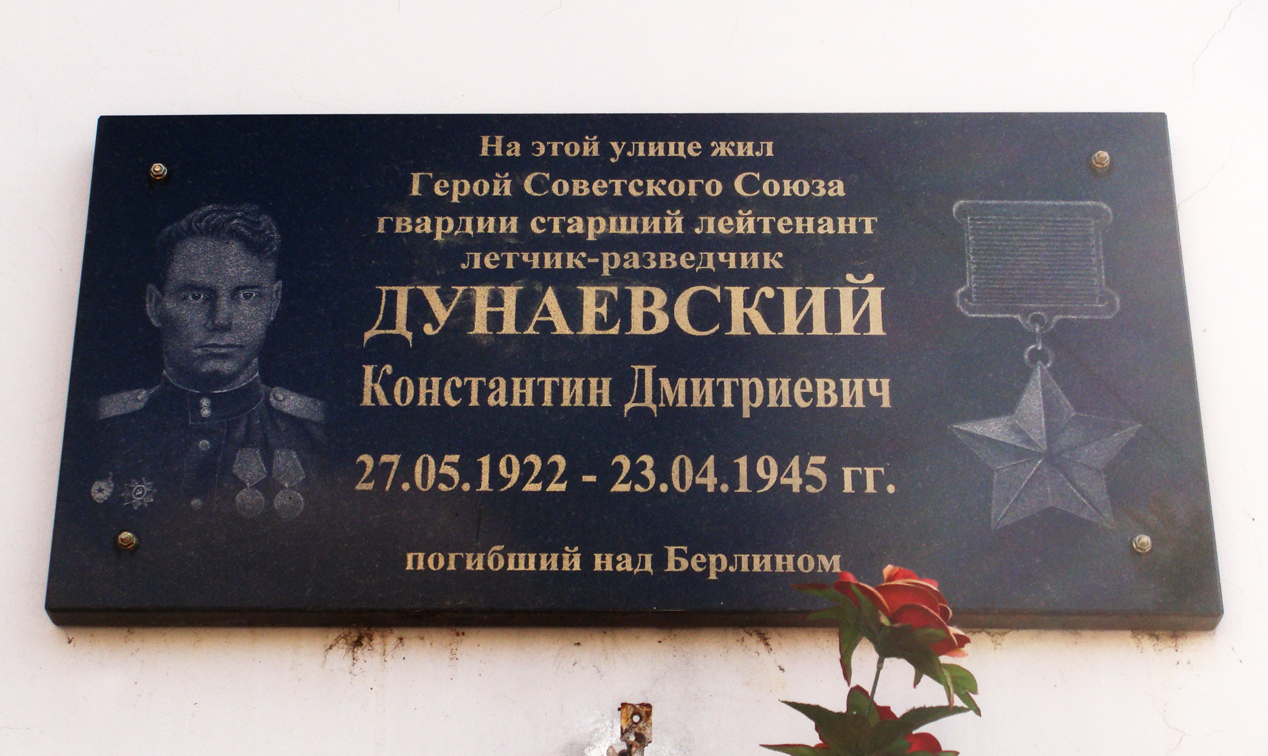 На этой улице жил
Герой Советского Союза
гвардии старший лейтенант
летчик-разведчик
ДУНАЕВСКИЙ
Константин Дмитриевич
27.05.1922 - 23.04.1945 гг.
погибший над Берлином